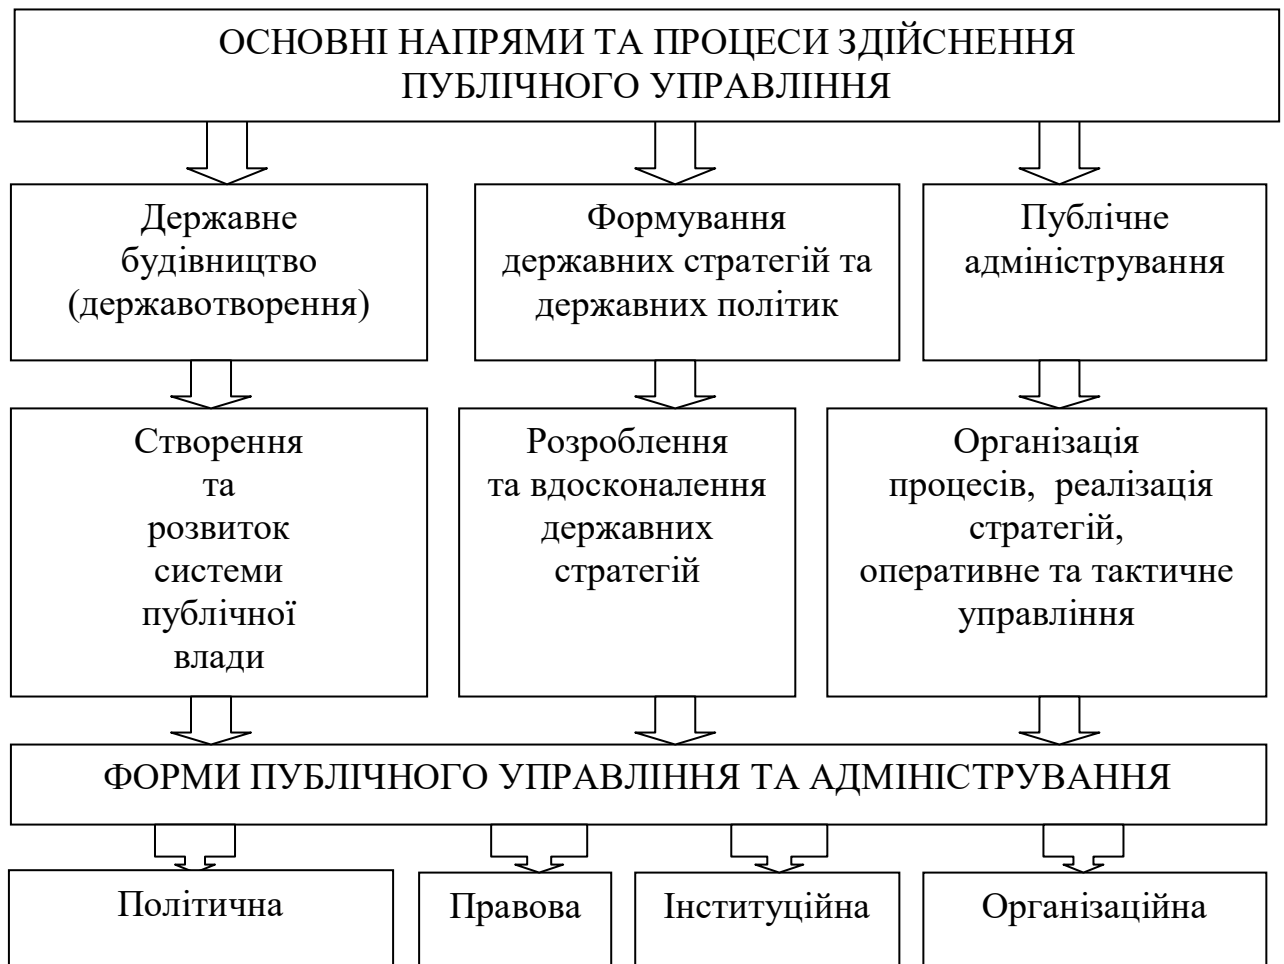 ОСНОВНІ НАПРЯМИ ТА ПРОЦЕСИ ЗДІЙСНЕННЯ
ПУБЛІЧНОГО УПРАВЛІННЯ
Державне
будівництво
(державотворення)
Формування
державних стратегій та
державних політик
Публічне
адміністрування
Створення
та
розвиток
системи
публічної
влади
Розроблення
та вдосконалення
державних
стратегій
Організація
процесів, реалізація
стратегій,
оперативне та тактичне
управління
ФОРМИ ПУБЛІЧНОГО УПРАВЛІННЯ ТА АДМІНІСТРУВАННЯ
Політична
Правова
Інституційна
Організаційна